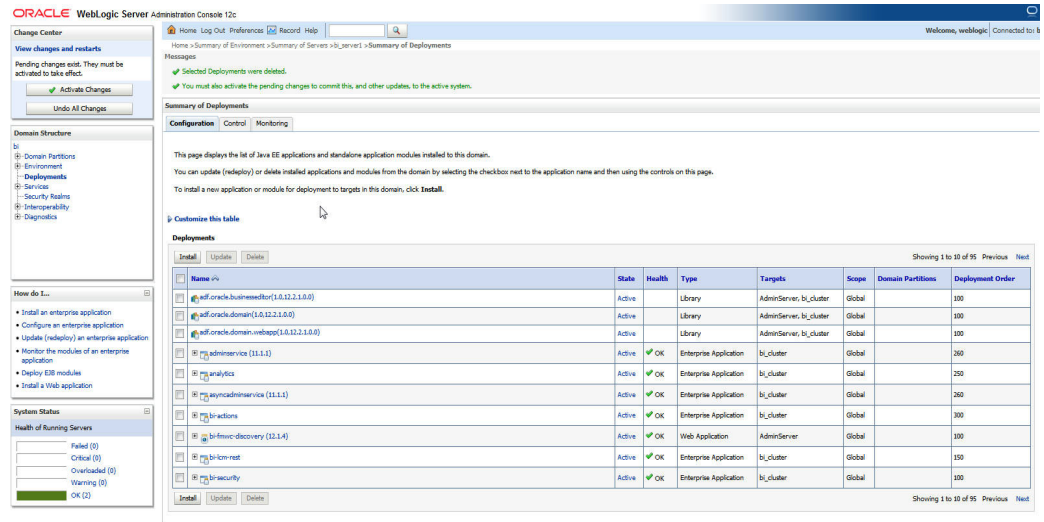 ORACLE WebLogic Server Administration Console 12c
Change Center
View changes and restarts
Pending changes exist. They must be
activated to take effect.
Activate Changes
Undo All Changes
Domain Structure
bi
Domain Partitions
Environment
Deployments
Services
Security Realms
Interoperability
Diagnostics
How do I...
Install an enterprise application
Configure an enterprise application
Update (redeploy) an enterprise application
Monitor the modules of an enterprise
application
Deploy EJB modules
Install a Web application
System Status
Health of Running Servers
Failed (0)
Critical (0)
Overloaded (0)
Warning (0)
OK (2)
Home Log Out Preferences Record Help
Welcome, weblogic Connected to: b
Home >Summary of Environment >Summary of Servers >bi_server1 >Summary of Deployments
Messages
Selected Deployments were deleted.
You must also activate the pending changes to commit this, and other updates, to the active system.
Summary of Deployments
Configuration Control Monitoring
This page displays the list of Java EE applications and standalone application modules installed to this domain.
You can update (redeploy) or delete installed applications and modules from the domain by selecting the checkbox next to the application name and then using the controls on this page.
To install a new application or module for deployment to targets in this domain, click Install.
Customize this table
Deployments
Install Update Delete Showing 1 to 10 of 95 Previous Next
Name State Health Type Targets Scope Domain Partitions Deployment Order
adf.oracle.businesseditor(1.0,12.2.1.0.0) Active Library AdminServer, bi_cluster Global 100
adf.oracle.domain(1.0,12.2.1.0.0) Active Library AdminServer, bi_cluster Global 100
adf.oracle.domain.webapp(1.0,12.2.1.0.0) Active Library AdminServer, bi_cluster Global 100
adminservice (11.1.1) Active OK Enterprise Application bi_cluster Global 260
analytics Active OK Enterprise Application bi_cluster Global 250
asyncadminservice (11.1.1) Active OK Enterprise Application bi_cluster Global 260
bi-actions Active OK Enterprise Application bi_cluster Global 300
bi-fmwc-discovery (12.1.4) Active OK Web Application AdminServer Global 100
bi-lcm-rest Active OK Enterprise Application bi_cluster Global 150
bi-security Active OK Enterprise Application bi_cluster Global 100
Install Update Delete Showing 1 to 10 of 95 Previous Next